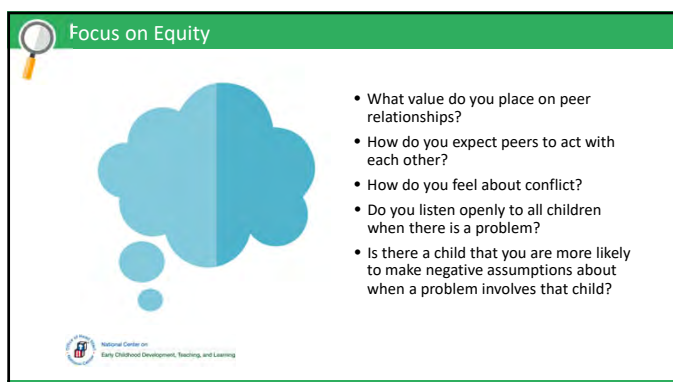 Focus on Equity
• What value do you place on peer
relationships?
• How do you expect peers to act with
each other?
• How do you feel about conflict?
• Do you listen openly to all children
when there is a problem?
• Is there a child that you are more likely
to make negative assumptions about
when a problem involves that child?
National Center on
Early Childhood Development, Teaching, and Learning